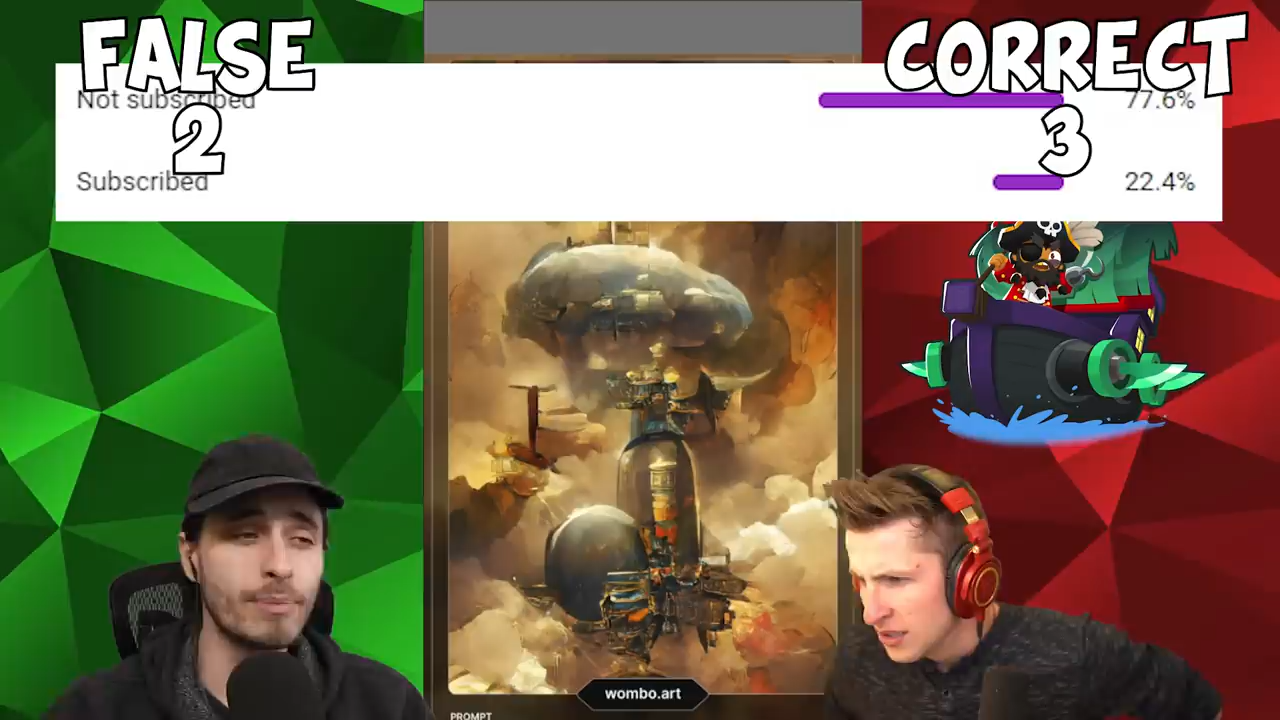 FALSE
2
CORRECT
3
Not subscribed 77.6%
Subscribed 22.4%
wombo.art
PROMPT